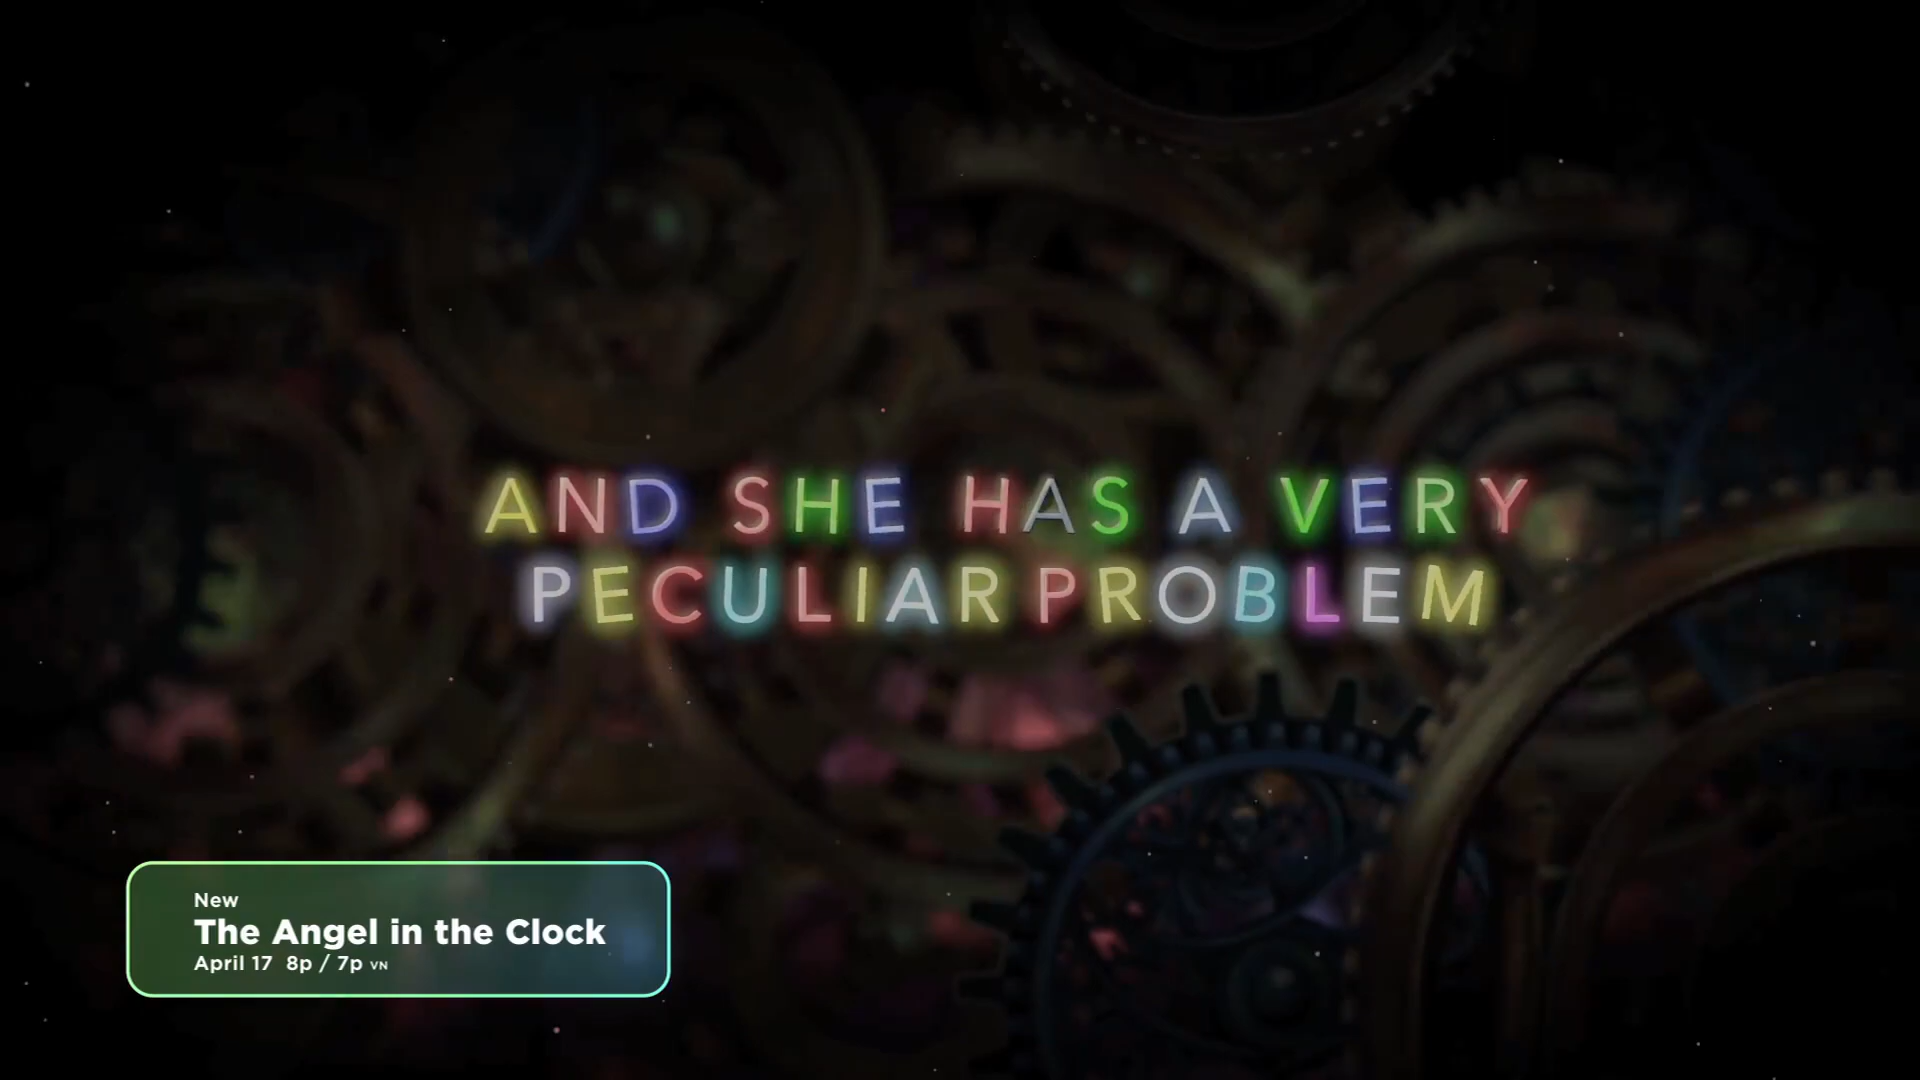 AND SHE HAS A VERY
PECULIAR PROBLEM
New
The Angel in the Clock
April 17 8p / 7p VN